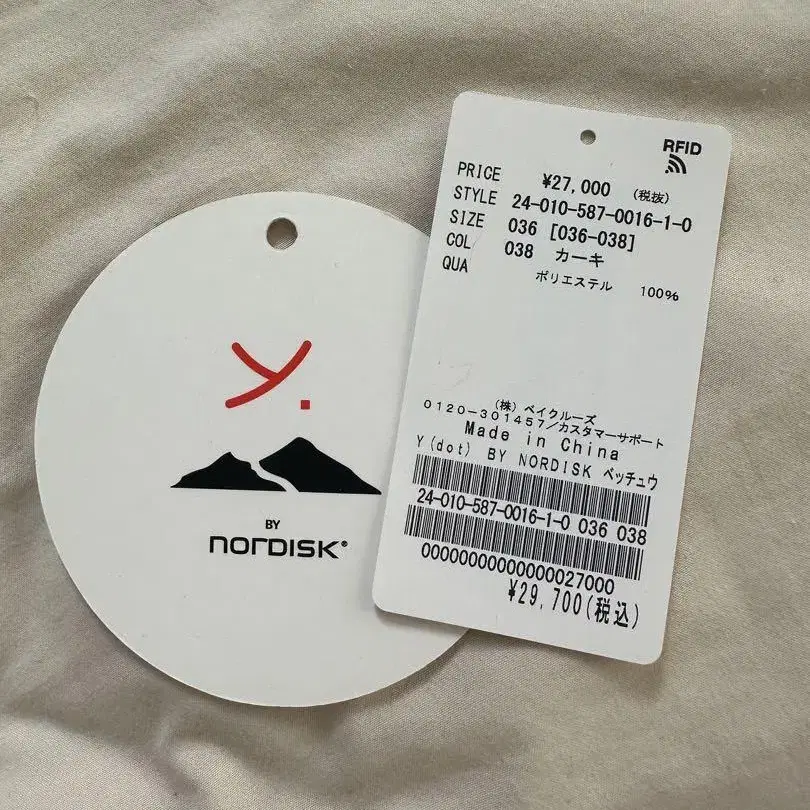 y.
BY
nordisk®
RFID
PRICE ¥27,000 (税抜)
STYLE 24-010-587-0016-1-0
SIZE 036 [036-038]
COL 038 カーキ
QUA ポリエステル 100%
(株) ベイクルーズ
0120-301457/カスタマーサポート
Made in China
Y(dot) BY NORDISK ベッチュウ
24-010-587-0016-1-0 036 038
000000000000000027000
¥29,700(税込)